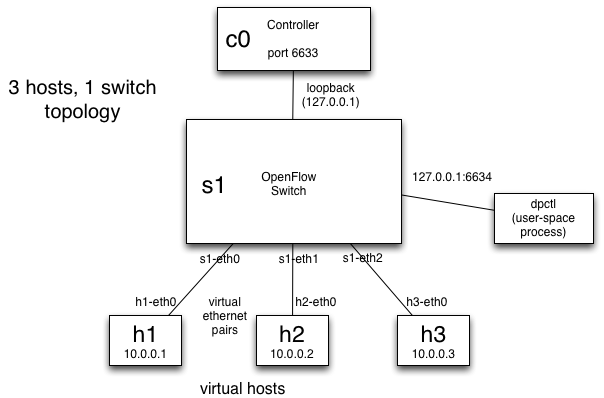 c0
Controller
port 6633
3 hosts, 1 switch
topology
loopback
(127.0.0.1)
s1
OpenFlow
Switch
127.0.0.1:6634
dpctl
(user-space
process)
s1-eth0
s1-eth1
s1-eth2
h1-eth0
virtual
ethernet
pairs
h2-eth0
h3-eth0
h1
10.0.0.1
h2
10.0.0.2
h3
10.0.0.3
virtual hosts